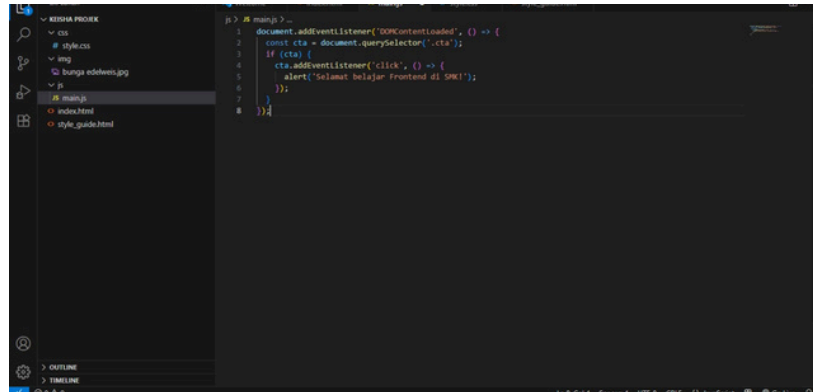 KEISHA PROJEK
css
# style.css
img
bunga edelweis.jpg
js
JS main.js
<> index.html
<> style_guide.html
OUTLINE
TIMELINE
js > JS main.js > ...
1 document.addEventListener('DOMContentLoaded', () => {
2 const cta = document.querySelector('.cta');
3 if (cta) {
4 cta.addEventListener('click', () => {
5 alert('Selamat belajar Frontend di SMK!');
6 });
7 }
8 });